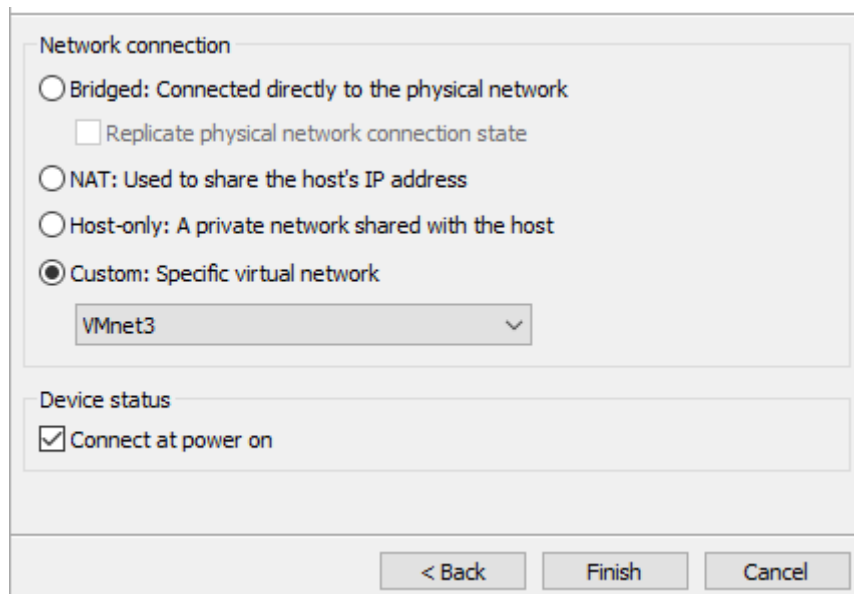 Network connection
Bridged: Connected directly to the physical network
Replicate physical network connection state
NAT: Used to share the host's IP address
Host-only: A private network shared with the host
Custom: Specific virtual network
VMnet3
Device status
Connect at power on
< Back Finish Cancel